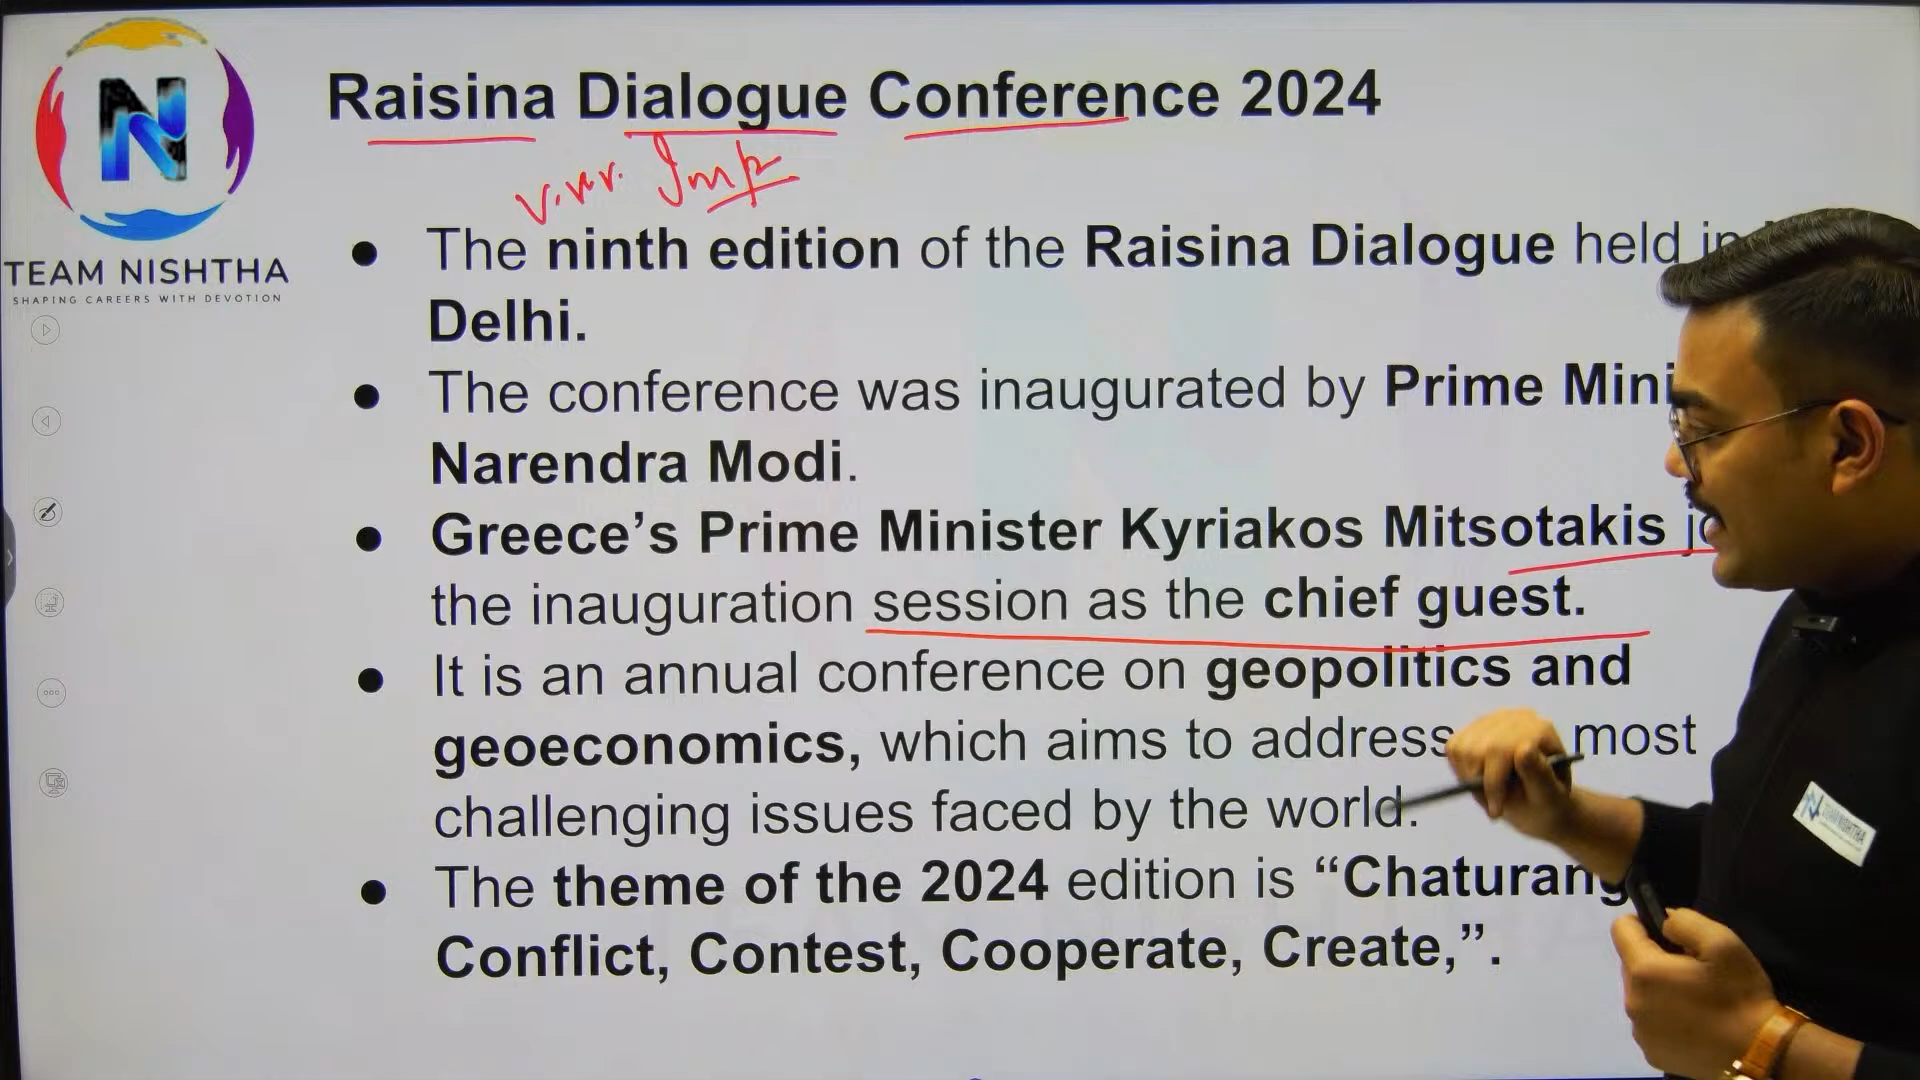 N
TEAM NISHTHA
SHAPING CAREERS WITH DEVOTION
Raisina Dialogue Conference 2024
v.v.v. Imp
● The ninth edition of the Raisina Dialogue held in
Delhi.
● The conference was inaugurated by Prime Mini
Narendra Modi.
● Greece’s Prime Minister Kyriakos Mitsotakis jo
the inauguration session as the chief guest.
● It is an annual conference on geopolitics and
geoeconomics, which aims to address most
challenging issues faced by the world.
● The theme of the 2024 edition is “Chaturang
Conflict, Contest, Cooperate, Create,”.
TEAM NISHTHA